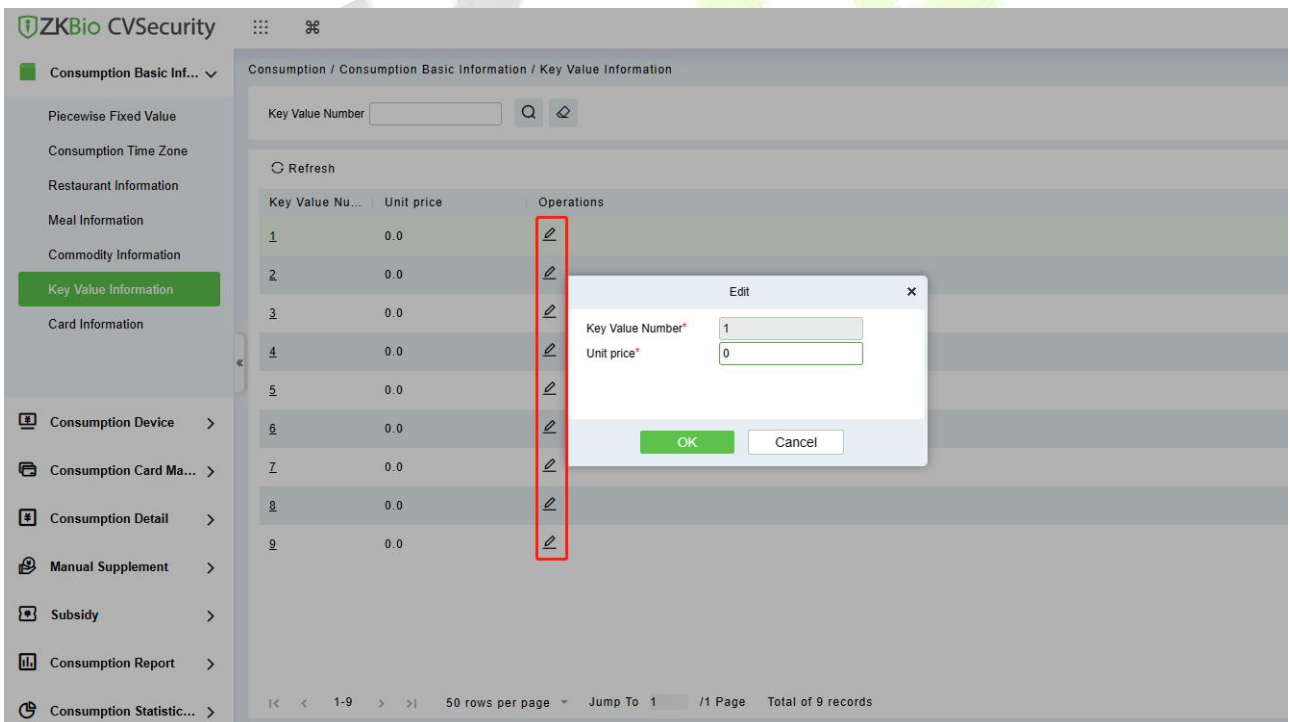 ZKBio CVSecurity
Consumption Basic Inf...
Piecewise Fixed Value
Consumption Time Zone
Restaurant Information
Meal Information
Commodity Information
Key Value Information
Card Information
Consumption Device
Consumption Card Ma...
Consumption Detail
Manual Supplement
Subsidy
Consumption Report
Consumption Statistic...
Consumption / Consumption Basic Information / Key Value Information
Key Value Number
Refresh
Key Value Nu... Unit price Operations
1 0.0
2 0.0
3 0.0
4 0.0
5 0.0
6 0.0
7 0.0
8 0.0
9 0.0
Edit
Key Value Number* 1
Unit price* 0
OK Cancel
1-9 50 rows per page Jump To 1 /1 Page Total of 9 records